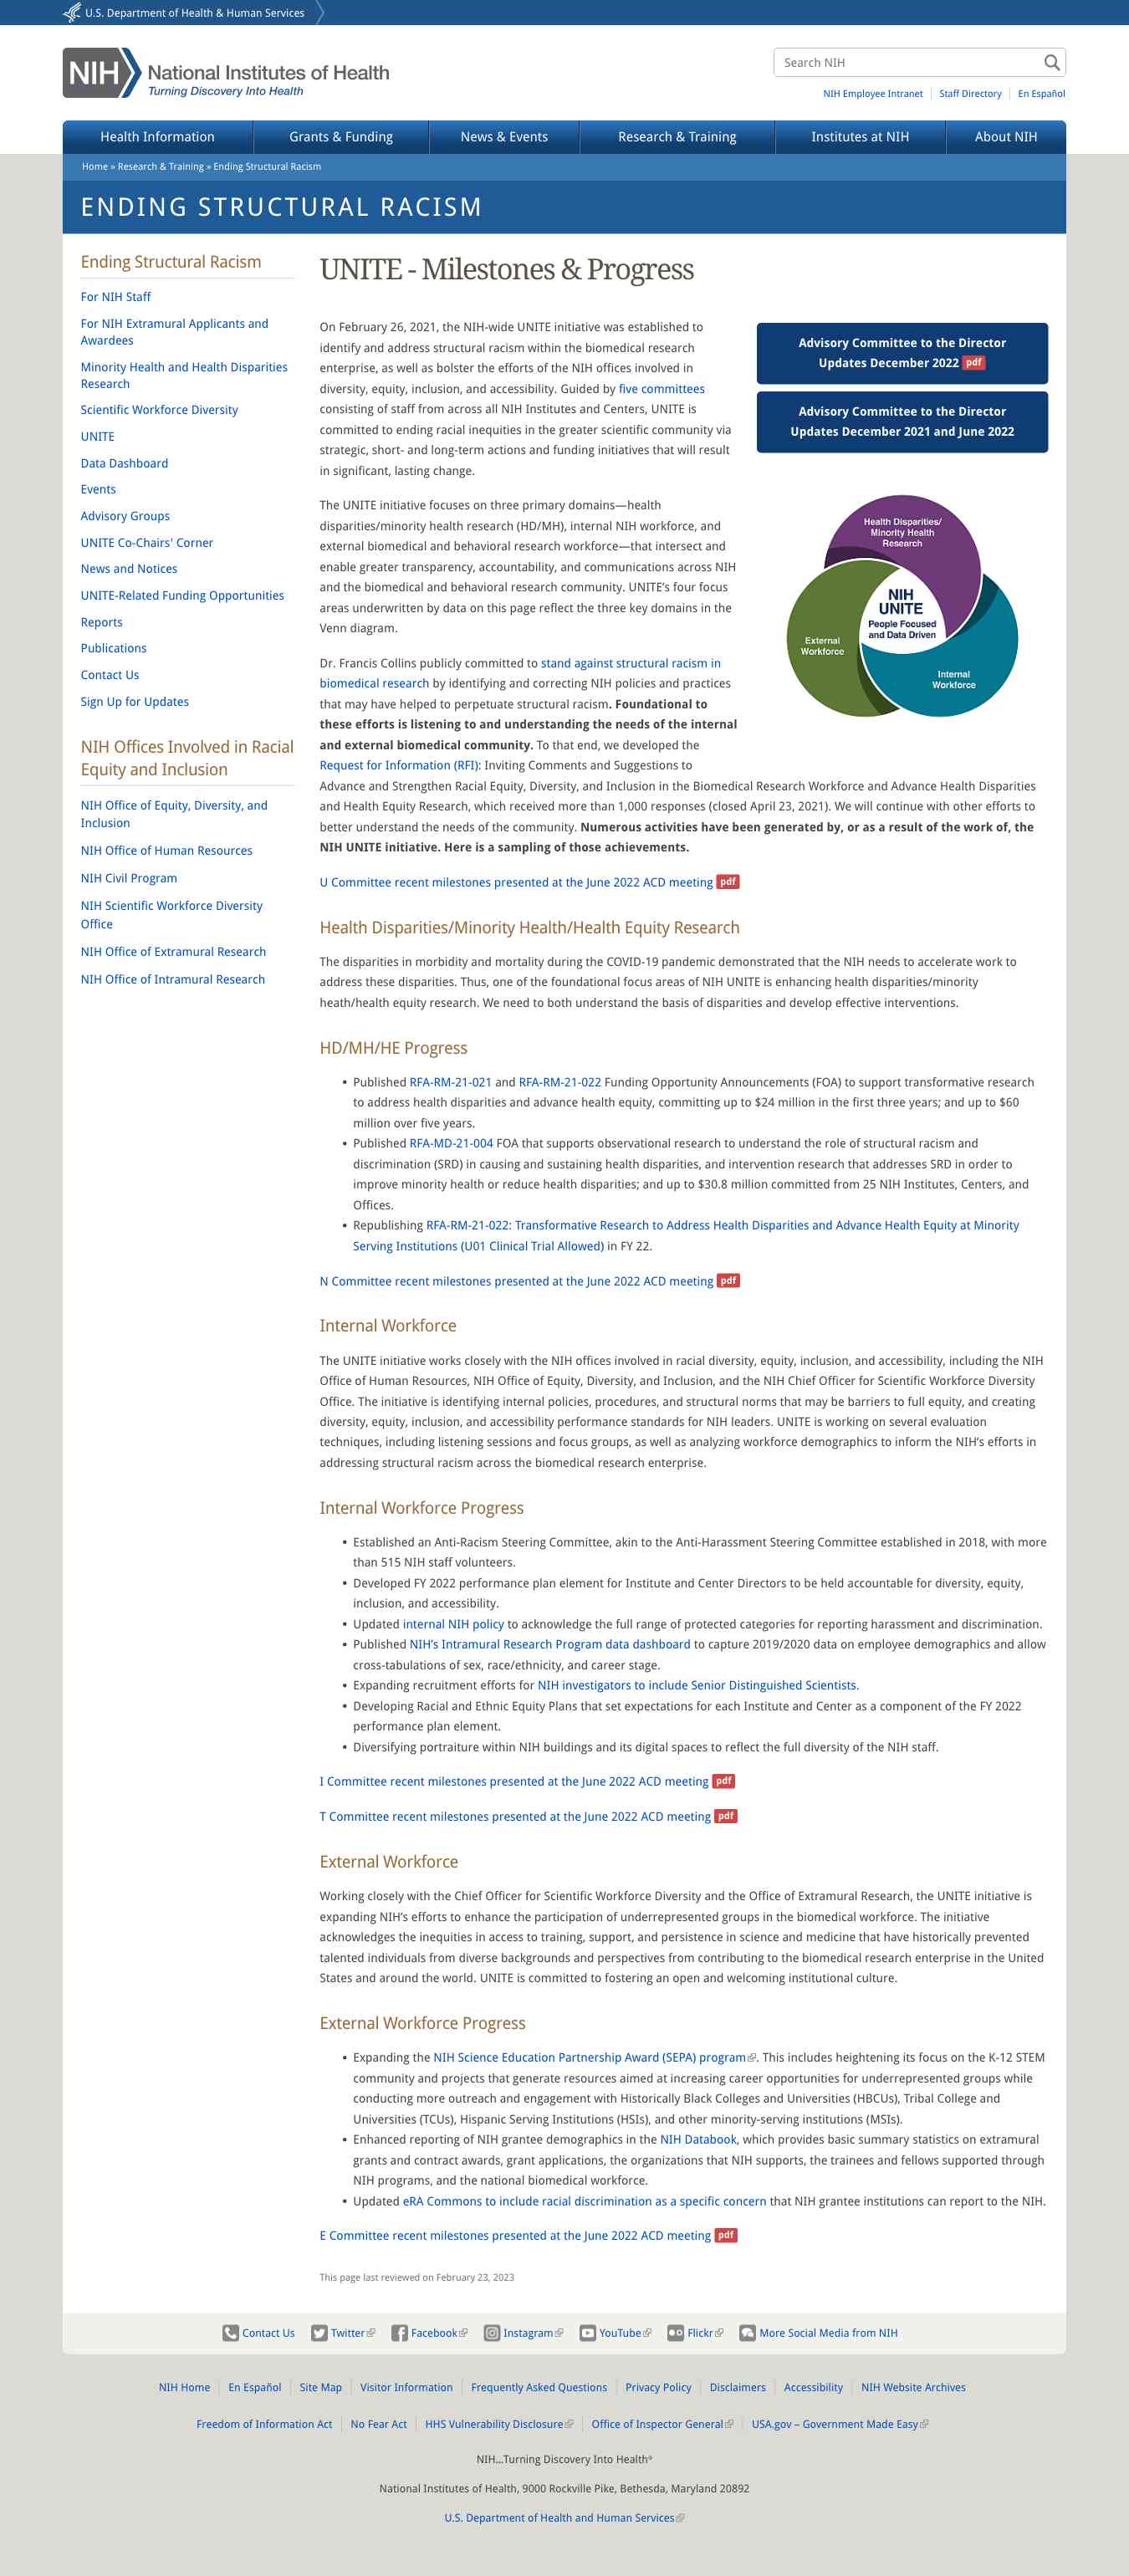 U.S. Department of Health & Human Services
NIH
National Institutes of Health
Turning Discovery Into Health
Search NIH
NIH Employee Intranet
Staff Directory
En Español
Health Information
Grants & Funding
News & Events
Research & Training
Institutes at NIH
About NIH
Home » Research & Training » Ending Structural Racism
ENDING STRUCTURAL RACISM
Ending Structural Racism
For NIH Staff
For NIH Extramural Applicants and
Awardees
Minority Health and Health Disparities
Research
Scientific Workforce Diversity
UNITE
Data Dashboard
Events
Advisory Groups
UNITE Co-Chairs' Corner
News and Notices
UNITE-Related Funding Opportunities
Reports
Publications
Contact Us
Sign Up for Updates
NIH Offices Involved in Racial
Equity and Inclusion
NIH Office of Equity, Diversity, and
Inclusion
NIH Office of Human Resources
NIH Civil Program
NIH Scientific Workforce Diversity
Office
NIH Office of Extramural Research
NIH Office of Intramural Research
UNITE - Milestones & Progress
On February 26, 2021, the NIH-wide UNITE initiative was established to
identify and address structural racism within the biomedical research
enterprise, as well as bolster the efforts of the NIH offices involved in
diversity, equity, inclusion, and accessibility. Guided by five committees
consisting of staff from across all NIH Institutes and Centers, UNITE is
committed to ending racial inequities in the greater scientific community via
strategic, short- and long-term actions and funding initiatives that will result
in significant, lasting change.
Advisory Committee to the Director
Updates December 2022 pdf
Advisory Committee to the Director
Updates December 2021 and June 2022
The UNITE initiative focuses on three primary domains—health
disparities/minority health research (HD/MH), internal NIH workforce, and
external biomedical and behavioral research workforce—that intersect and
enable greater transparency, accountability, and communications across NIH
and the biomedical and behavioral research community. UNITE's four focus
areas underwritten by data on this page reflect the three key domains in the
Venn diagram.
Health Disparities/
Minority Health
Research
NIH
UNITE
People Focused
and Data Driven
External
Workforce
Internal
Workforce
Dr. Francis Collins publicly committed to stand against structural racism in
biomedical research by identifying and correcting NIH policies and practices
that may have helped to perpetuate structural racism. Foundational to
these efforts is listening to and understanding the needs of the internal
and external biomedical community. To that end, we developed the
Request for Information (RFI): Inviting Comments and Suggestions to
Advance and Strengthen Racial Equity, Diversity, and Inclusion in the Biomedical Research Workforce and Advance Health Disparities
and Health Equity Research, which received more than 1,000 responses (closed April 23, 2021). We will continue with other efforts to
better understand the needs of the community. Numerous activities have been generated by, or as a result of the work of, the
NIH UNITE initiative. Here is a sampling of those achievements.
U Committee recent milestones presented at the June 2022 ACD meeting pdf
Health Disparities/Minority Health/Health Equity Research
The disparities in morbidity and mortality during the COVID-19 pandemic demonstrated that the NIH needs to accelerate work to
address these disparities. Thus, one of the foundational focus areas of NIH UNITE is enhancing health disparities/minority
heath/health equity research. We need to both understand the basis of disparities and develop effective interventions.
HD/MH/HE Progress
▪ Published RFA-RM-21-021 and RFA-RM-21-022 Funding Opportunity Announcements (FOA) to support transformative research
to address health disparities and advance health equity, committing up to $24 million in the first three years; and up to $60
million over five years.
▪ Published RFA-MD-21-004 FOA that supports observational research to understand the role of structural racism and
discrimination (SRD) in causing and sustaining health disparities, and intervention research that addresses SRD in order to
improve minority health or reduce health disparities; and up to $30.8 million committed from 25 NIH Institutes, Centers, and
Offices.
▪ Republishing RFA-RM-21-022: Transformative Research to Address Health Disparities and Advance Health Equity at Minority
Serving Institutions (U01 Clinical Trial Allowed) in FY 22.
N Committee recent milestones presented at the June 2022 ACD meeting pdf
Internal Workforce
The UNITE initiative works closely with the NIH offices involved in racial diversity, equity, inclusion, and accessibility, including the NIH
Office of Human Resources, NIH Office of Equity, Diversity, and Inclusion, and the NIH Chief Officer for Scientific Workforce Diversity
Office. The initiative is identifying internal policies, procedures, and structural norms that may be barriers to full equity, and creating
diversity, equity, inclusion, and accessibility performance standards for NIH leaders. UNITE is working on several evaluation
techniques, including listening sessions and focus groups, as well as analyzing workforce demographics to inform the NIH's efforts in
addressing structural racism across the biomedical research enterprise.
Internal Workforce Progress
▪ Established an Anti-Racism Steering Committee, akin to the Anti-Harassment Steering Committee established in 2018, with more
than 515 NIH staff volunteers.
▪ Developed FY 2022 performance plan element for Institute and Center Directors to be held accountable for diversity, equity,
inclusion, and accessibility.
▪ Updated internal NIH policy to acknowledge the full range of protected categories for reporting harassment and discrimination.
▪ Published NIH's Intramural Research Program data dashboard to capture 2019/2020 data on employee demographics and allow
cross-tabulations of sex, race/ethnicity, and career stage.
▪ Expanding recruitment efforts for NIH investigators to include Senior Distinguished Scientists.
▪ Developing Racial and Ethnic Equity Plans that set expectations for each Institute and Center as a component of the FY 2022
performance plan element.
▪ Diversifying portraiture within NIH buildings and its digital spaces to reflect the full diversity of the NIH staff.
I Committee recent milestones presented at the June 2022 ACD meeting pdf
T Committee recent milestones presented at the June 2022 ACD meeting pdf
External Workforce
Working closely with the Chief Officer for Scientific Workforce Diversity and the Office of Extramural Research, the UNITE initiative is
expanding NIH's efforts to enhance the participation of underrepresented groups in the biomedical workforce. The initiative
acknowledges the inequities in access to training, support, and persistence in science and medicine that have historically prevented
talented individuals from diverse backgrounds and perspectives from contributing to the biomedical research enterprise in the United
States and around the world. UNITE is committed to fostering an open and welcoming institutional culture.
External Workforce Progress
▪ Expanding the NIH Science Education Partnership Award (SEPA) program. This includes heightening its focus on the K-12 STEM
community and projects that generate resources aimed at increasing career opportunities for underrepresented groups while
conducting more outreach and engagement with Historically Black Colleges and Universities (HBCUs), Tribal College and
Universities (TCUs), Hispanic Serving Institutions (HSIs), and other minority-serving institutions (MSIs).
▪ Enhanced reporting of NIH grantee demographics in the NIH Databook, which provides basic summary statistics on extramural
grants and contract awards, grant applications, the organizations that NIH supports, the trainees and fellows supported through
NIH programs, and the national biomedical workforce.
▪ Updated eRA Commons to include racial discrimination as a specific concern that NIH grantee institutions can report to the NIH.
E Committee recent milestones presented at the June 2022 ACD meeting pdf
This page last reviewed on February 23, 2023
Contact Us
Twitter
Facebook
Instagram
YouTube
Flickr
More Social Media from NIH
NIH Home
En Español
Site Map
Visitor Information
Frequently Asked Questions
Privacy Policy
Disclaimers
Accessibility
NIH Website Archives
Freedom of Information Act
No Fear Act
HHS Vulnerability Disclosure
Office of Inspector General
USA.gov – Government Made Easy
NIH...Turning Discovery Into Health®
National Institutes of Health, 9000 Rockville Pike, Bethesda, Maryland 20892
U.S. Department of Health and Human Services